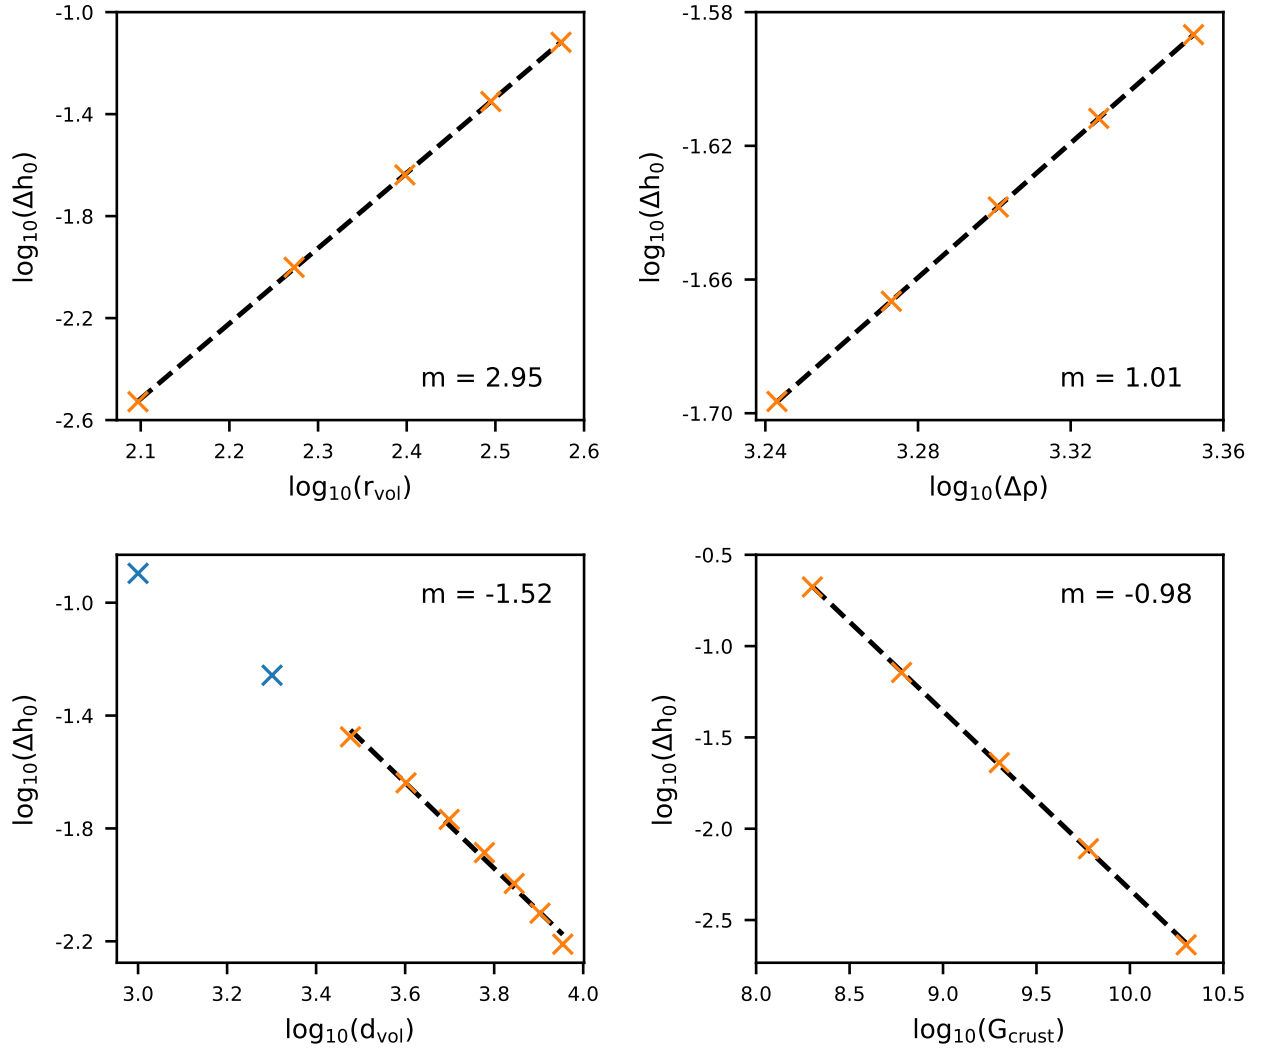 -1.0
-1.4
-1.8
-2.2
-2.6
log₁₀(Δh₀)
m = 2.95
2.1 2.2 2.3 2.4 2.5 2.6
log₁₀(r_vol)
-1.58
-1.62
-1.66
-1.70
log₁₀(Δh₀)
m = 1.01
3.24 3.28 3.32 3.36
log₁₀(Δρ)
-1.0
-1.4
-1.8
-2.2
log₁₀(Δh₀)
m = -1.52
3.0 3.2 3.4 3.6 3.8 4.0
log₁₀(d_vol)
-0.5
-1.0
-1.5
-2.0
-2.5
log₁₀(Δh₀)
m = -0.98
8.0 8.5 9.0 9.5 10.0 10.5
log₁₀(G_crust)